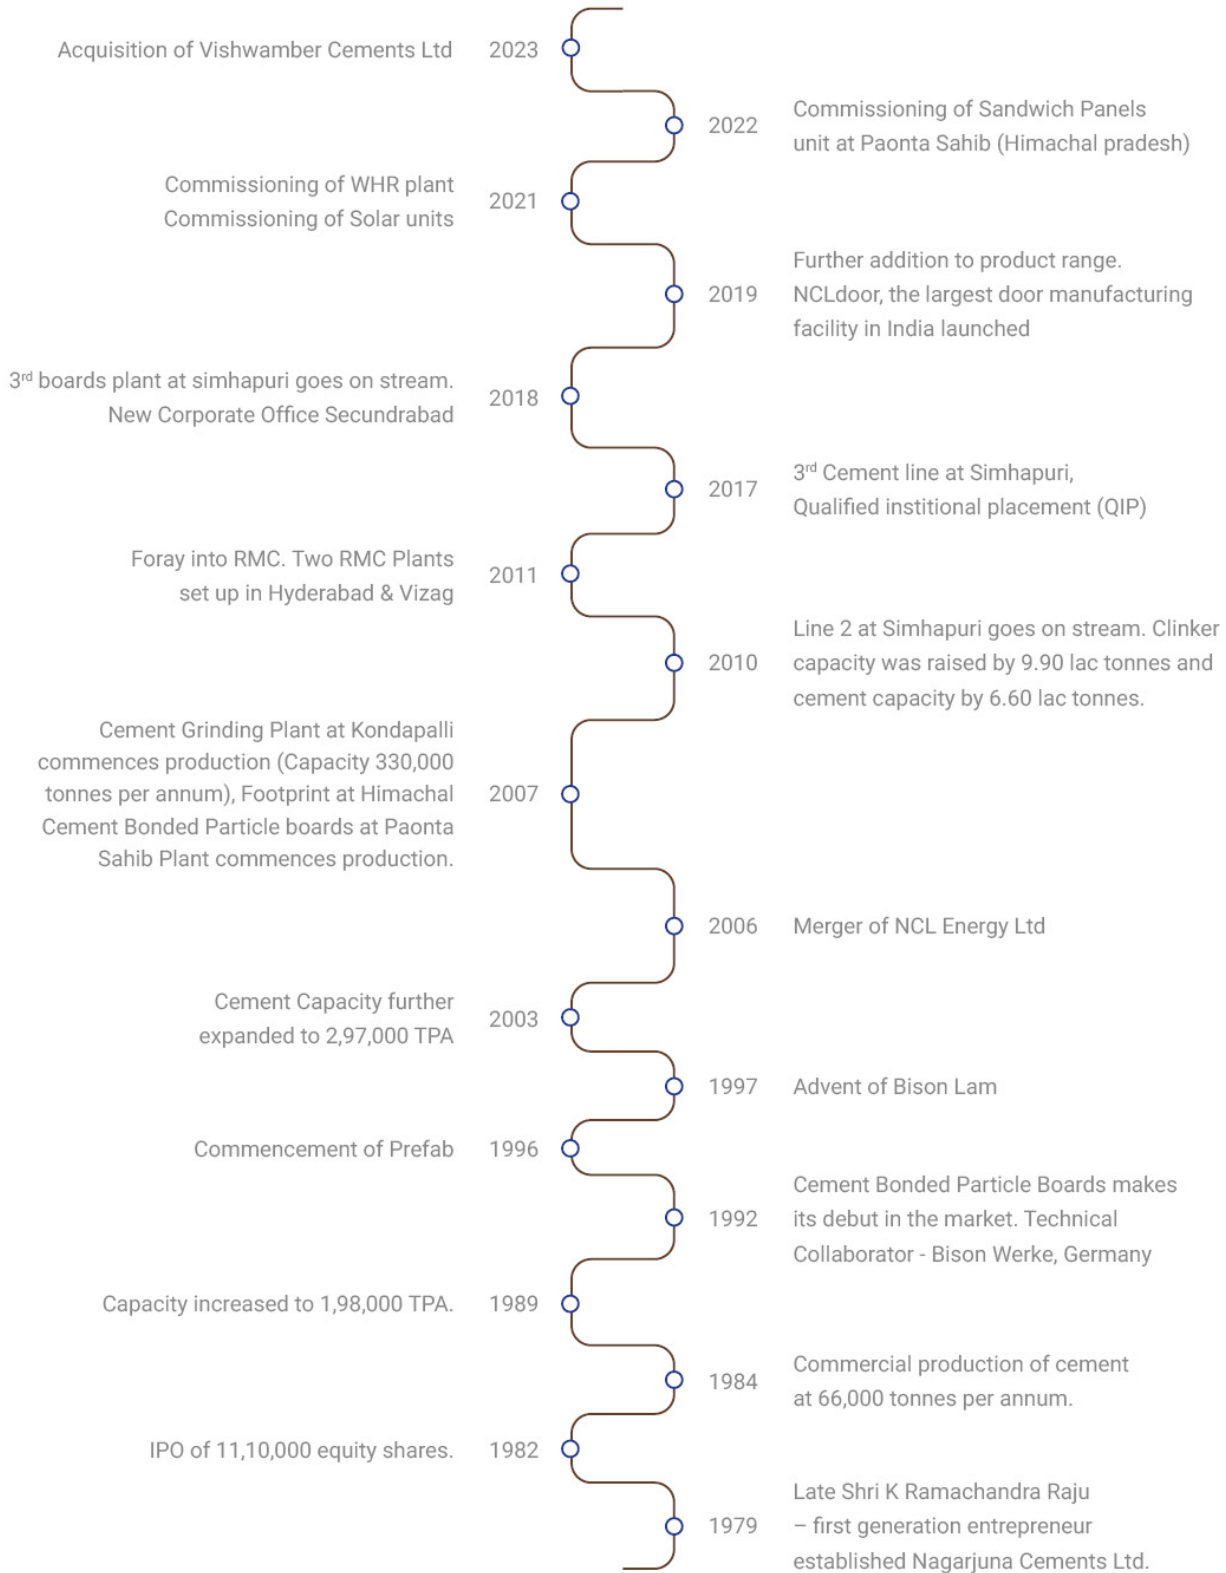 Acquisition of Vishwamber Cements Ltd 2023
2022 Commissioning of Sandwich Panels
unit at Paonta Sahib (Himachal pradesh)
Commissioning of WHR plant
Commissioning of Solar units
2021
Further addition to product range.
2019 NCLdoor, the largest door manufacturing
facility in India launched
3rd boards plant at simhapuri goes on stream.
New Corporate Office Secundrabad
2018
2017
3rd Cement line at Simhapuri,
Qualified institional placement (QIP)
Foray into RMC. Two RMC Plants
set up in Hyderabad & Vizag
2011
Line 2 at Simhapuri goes on stream. Clinker
2010 capacity was raised by 9.90 lac tonnes and
cement capacity by 6.60 lac tonnes.
Cement Grinding Plant at Kondapalli
commences production (Capacity 330,000
tonnes per annum), Footprint at Himachal 2007
Cement Bonded Particle boards at Paonta
Sahib Plant commences production.
2006 Merger of NCL Energy Ltd
Cement Capacity further
expanded to 2,97,000 TPA
2003
1997 Advent of Bison Lam
Commencement of Prefab 1996
Cement Bonded Particle Boards makes
1992 its debut in the market. Technical
Collaborator - Bison Werke, Germany
Capacity increased to 1,98,000 TPA. 1989
1984
Commercial production of cement
at 66,000 tonnes per annum.
IPO of 11,10,000 equity shares. 1982
Late Shri K Ramachandra Raju
1979 – first generation entrepreneur
established Nagarjuna Cements Ltd.